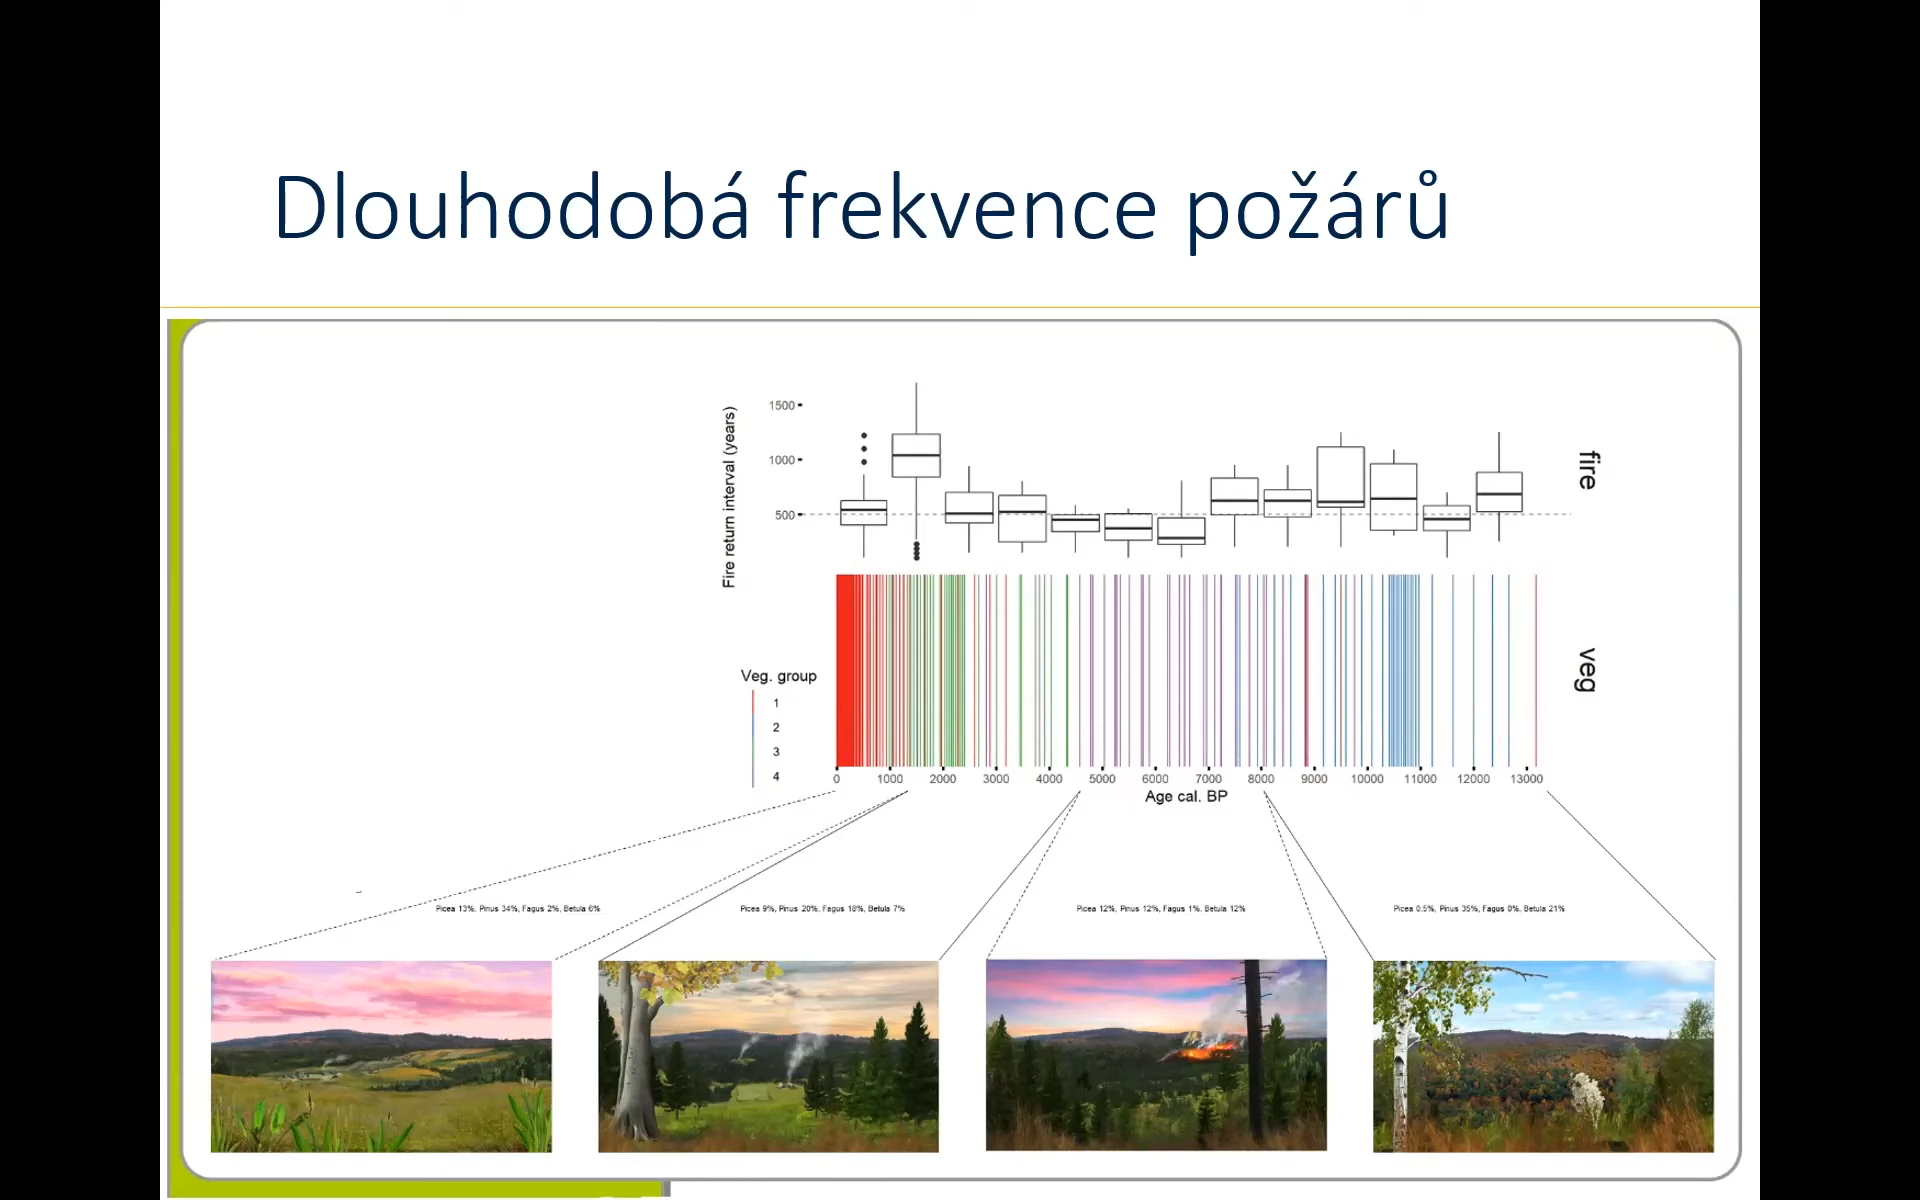 Dlouhodobá frekvence požárů
Fire return interval (years)
1500
1000
500
fire
veg
Veg. group
1
2
3
4
0 1000 2000 3000 4000 5000 6000 7000 8000 9000 10000 11000 12000 13000
Age cal. BP
Picea 13%, Pinus 34%, Fagus 2%, Betula 6%
Picea 9%, Pinus 20%, Fagus 18%, Betula 7%
Picea 12%, Pinus 12%, Fagus 1%. Betula 12%
Picea 0.5%, Pinus 35%, Fagus 0%, Betula 21%